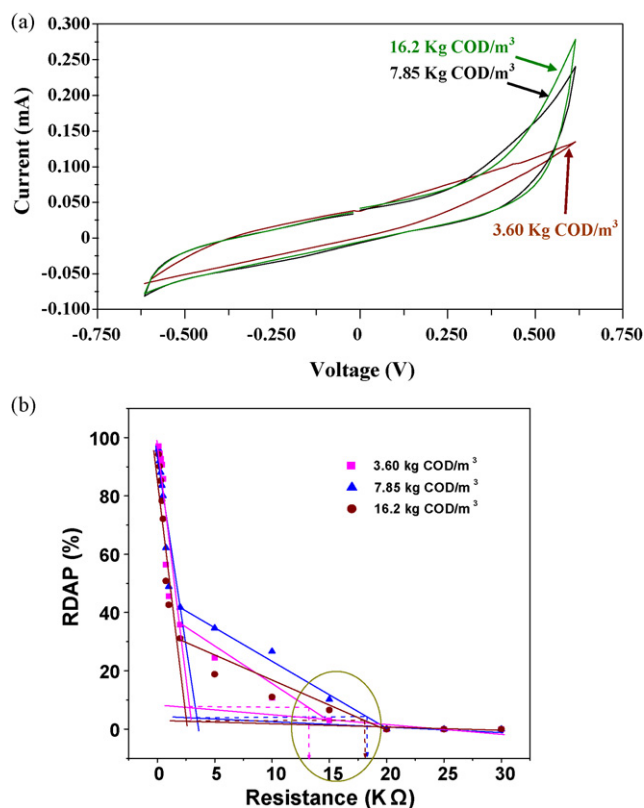 (a)
0.300
0.250
0.200
0.150
0.100
0.050
0
-0.050
-0.100
Current (mA)
16.2 Kg COD/m³
7.85 Kg COD/m³
3.60 Kg COD/m³
-0.750
-0.500
-0.250
0
0.250
0.500
0.750
Voltage (V)
(b)
100
80
60
40
20
0
RDAP (%)
3.60 kg COD/m³
7.85 kg COD/m³
16.2 kg COD/m³
0
5
10
15
20
25
30
Resistance (KΩ)